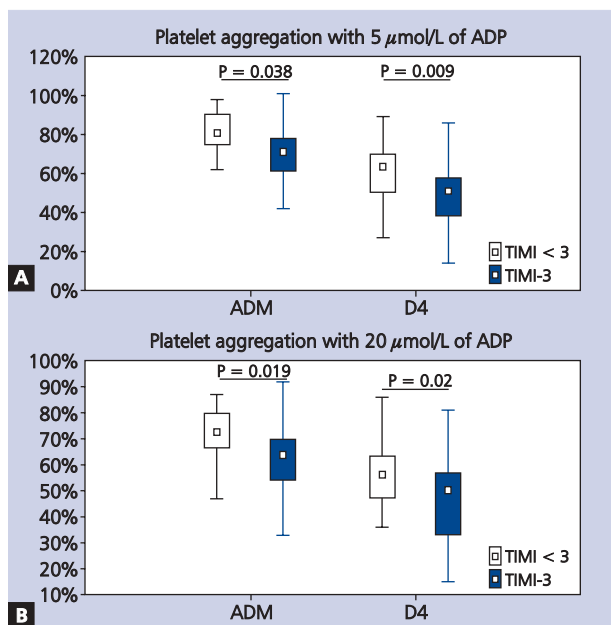 Platelet aggregation with 5 μmol/L of ADP
120%
100%
80%
60%
40%
20%
0%
P = 0.038
P = 0.009
TIMI < 3
TIMI-3
A
ADM
D4
Platelet aggregation with 20 μmol/L of ADP
100%
90%
80%
70%
60%
50%
40%
30%
20%
10%
P = 0.019
P = 0.02
TIMI < 3
TIMI-3
B
ADM
D4